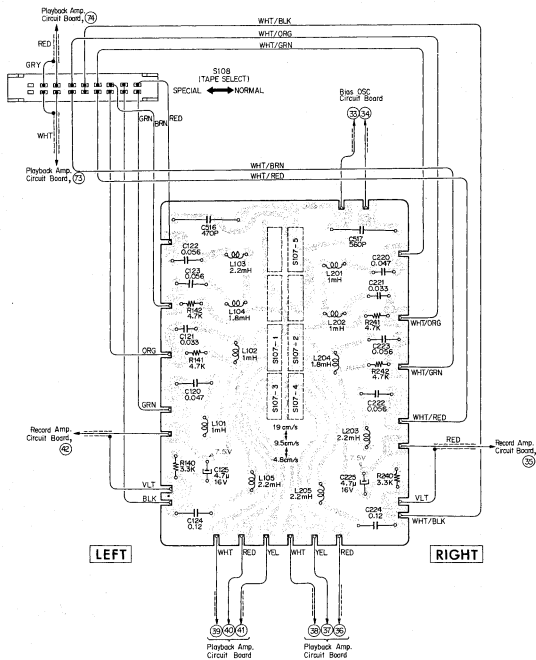 Playback Amp.
Circuit Board, 74
RED
GRY
WHT
Playback Amp.
Circuit Board, 73
WHT/BLK
WHT/ORG
WHT/GRN
S108
(TAPE SELECT)
SPECIAL NORMAL
GRN
BRN
RED
Bias OSC
Circuit Board
33 34
WHT/BRN
WHT/RED
C516
470P
C517
560P
S107-5
C122
0.056
L103
2.2mH
C123
0.056
R142
4.7K
L104
1.8mH
C121
0.033
R141
4.7K
L102
1mH
C120
0.047
L101
1mH
S107-1
S107-2
S107-3
S107-4
19 cm/s
9.5cm/s
4.8cm/s
C220
0.047
L201
1mH
C221
0.033
L202
1mH
R241
4.7K
C223
0.056
L204
1.8mH
R242
4.7K
C222
0.056
L203
2.2mH
WHT/ORG
WHT/GRN
WHT/RED
ORG
GRN
Record Amp.
Circuit Board,
42
RED
Record Amp.
Circuit Board,
35
R140
3.3K
7.5V
C125
4.7μ
16V
L105
2.2mH
L205
2.2mH
7.5V
C225
4.7μ
16V
R240
3.3K
VLT
BLK
VLT
WHT/BLK
C124
0.12
C224
0.12
LEFT
RIGHT
WHT RED YEL WHT YEL RED
39 40 41 38 37 36
Playback Amp.
Circuit Board
Playback Amp.
Circuit Board